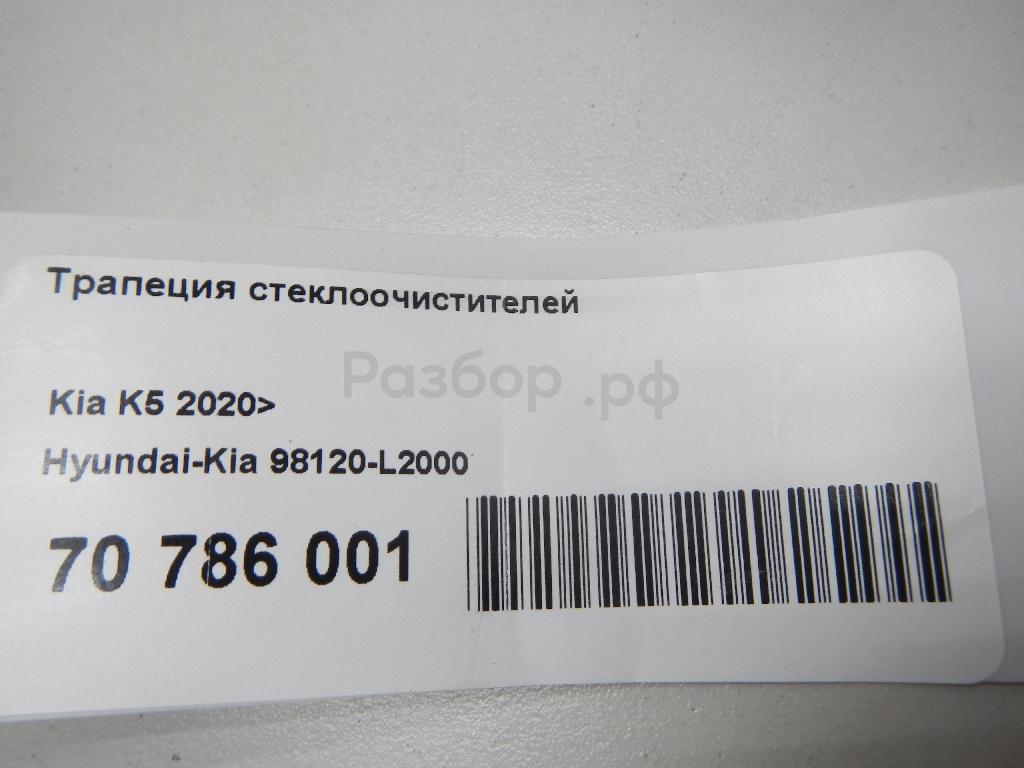 Трапеция стеклоочистителей
Разбор.рф
Kia K5 2020>
Hyundai-Kia 98120-L2000
70 786 001